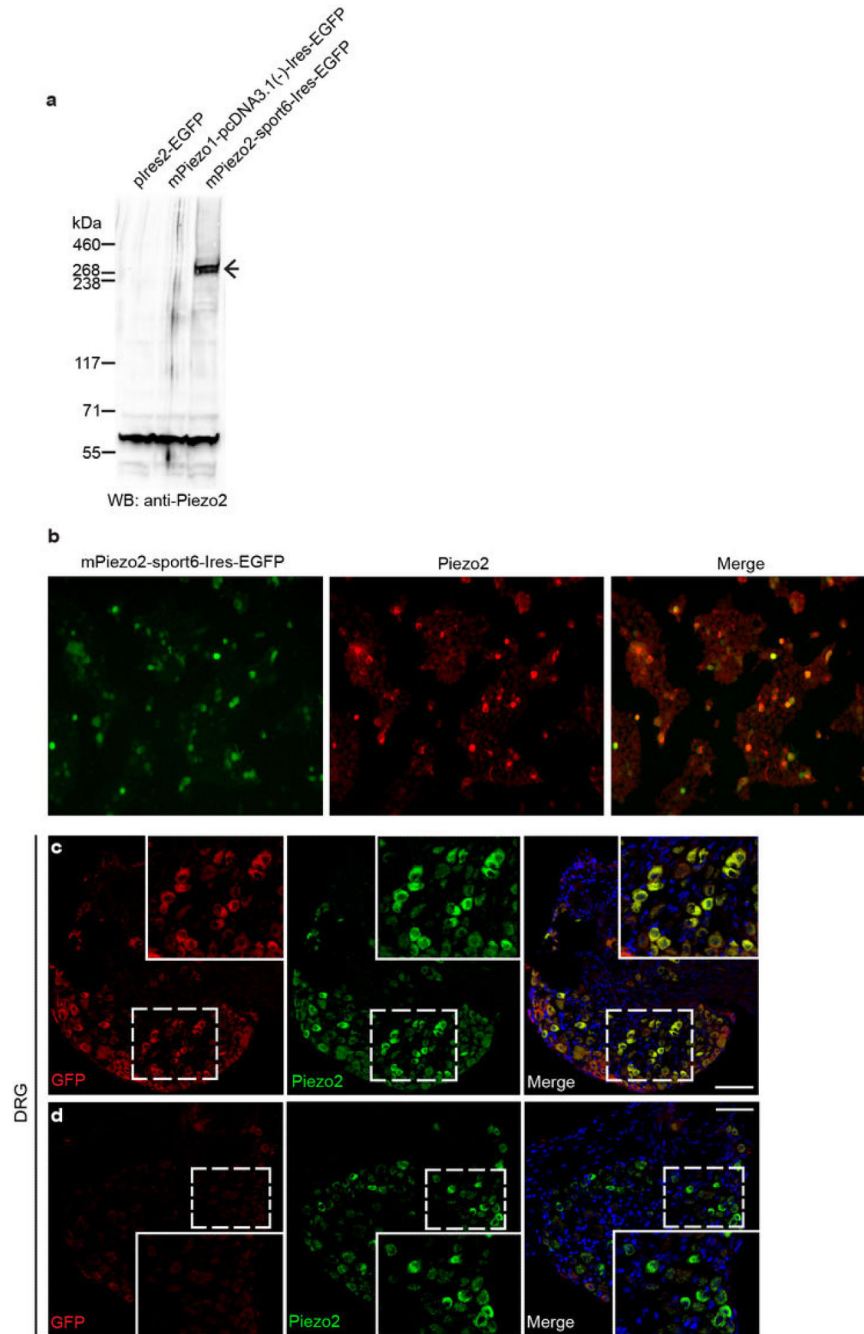 a
pIres2-EGFP
mPiezo1-pcDNA3.1(-)-Ires-EGFP
mPiezo2-sport6-Ires-EGFP
kDa
460
268
238
117
71
55
WB: anti-Piezo2
b
mPiezo2-sport6-Ires-EGFP Piezo2 Merge
DRG
c
GFP Piezo2 Merge
d
GFP Piezo2 Merge